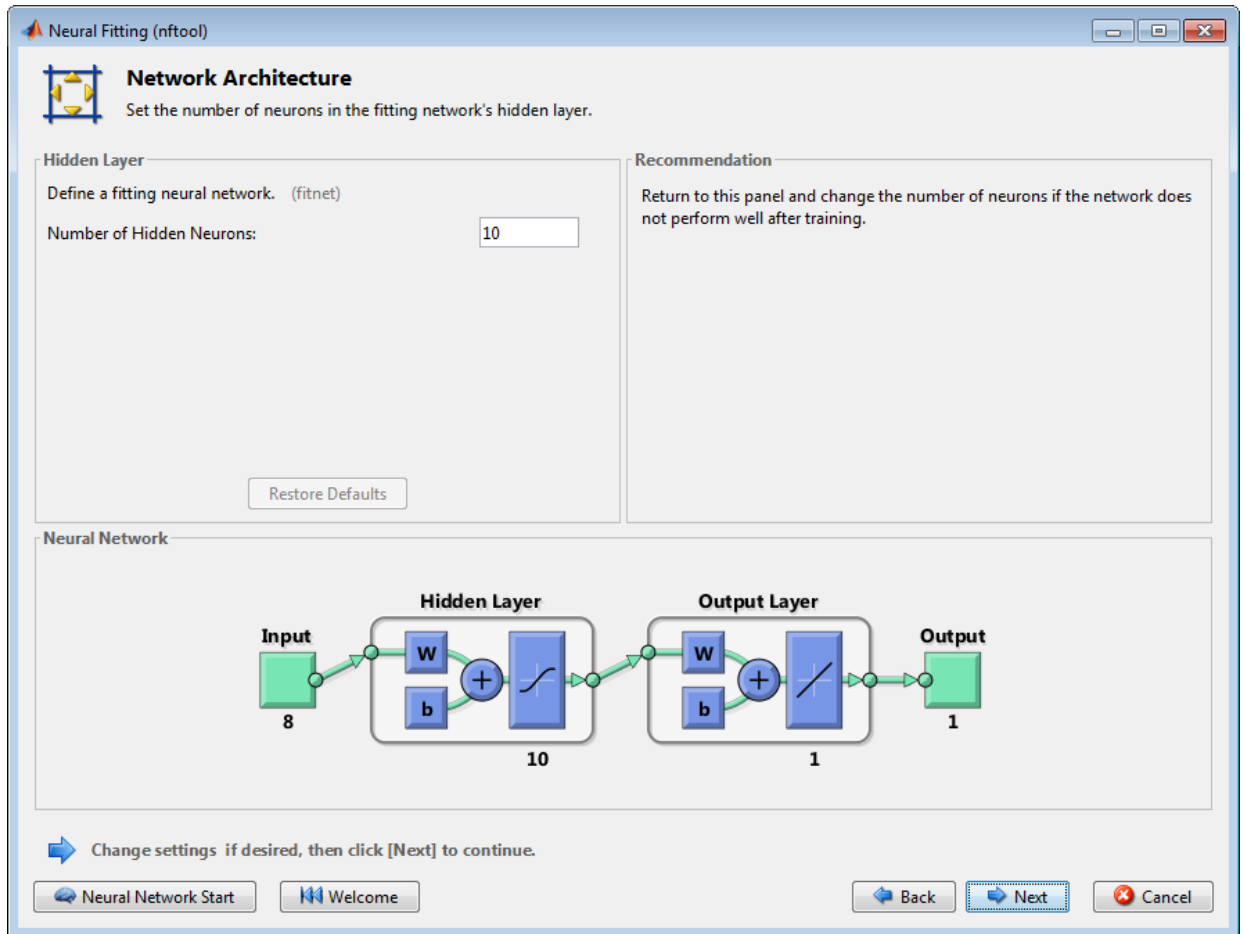 Neural Fitting (nftool)
Network Architecture
Set the number of neurons in the fitting network's hidden layer.
Hidden Layer
Define a fitting neural network. (fitnet)
Number of Hidden Neurons:
10
Restore Defaults
Recommendation
Return to this panel and change the number of neurons if the network does
not perform well after training.
Neural Network
Hidden Layer
Output Layer
Input
Output
W
b
W
b
8
10
1
1
Change settings if desired, then click [Next] to continue.
Neural Network Start
Welcome
Back
Next
Cancel